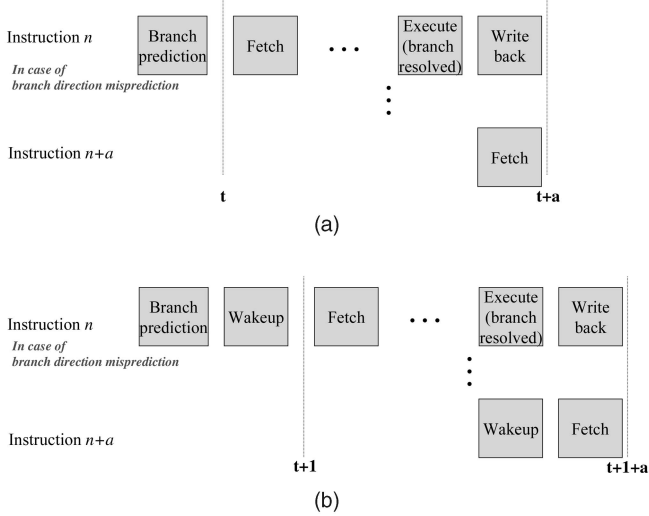 Instruction n
Branch
prediction
Fetch
Execute
(branch
resolved)
Write
back
In case of
branch direction misprediction
Instruction n+a
Fetch
t
t+a
(a)
Instruction n
Branch
prediction
Wakeup
Fetch
Execute
(branch
resolved)
Write
back
In case of
branch direction misprediction
Instruction n+a
Wakeup
Fetch
t+1
t+1+a
(b)